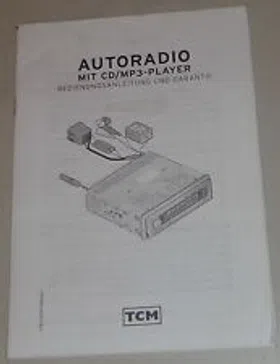 AUTORADIO
MIT CD/MP3-PLAYER
BEDIENUNGSANLEITUNG UND GARANTIE
TCM